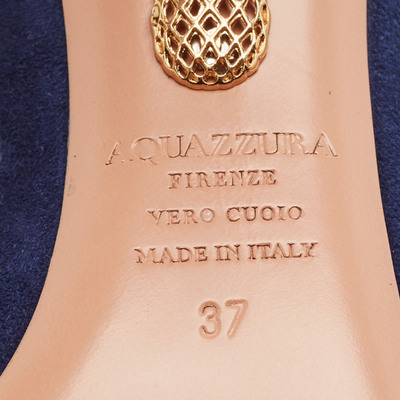 AQUAZZURA
FIRENZE
VERO CUOIO
MADE IN ITALY
37